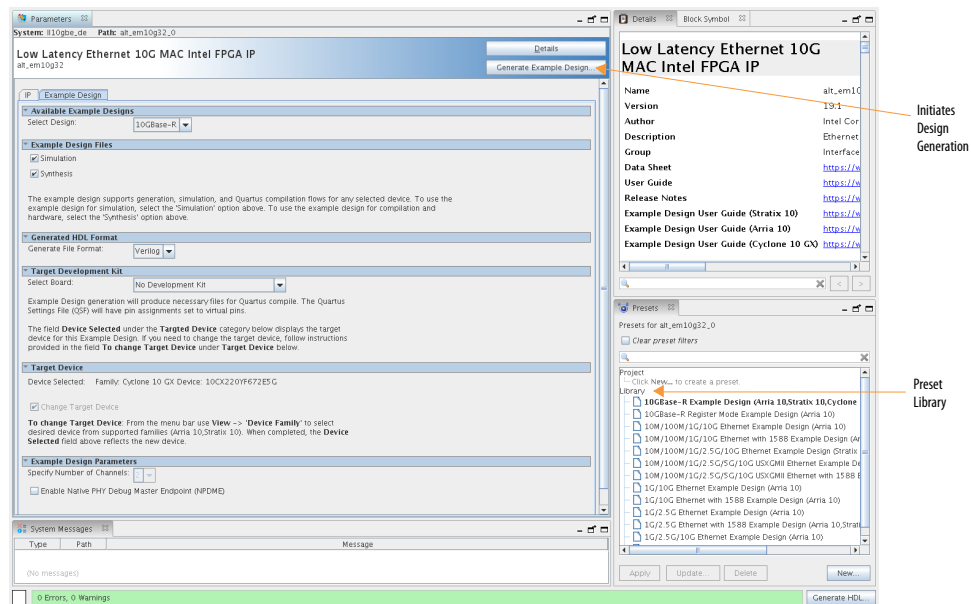 Parameters
System: ll10gbe_de Path: alt_em10g32_0
Low Latency Ethernet 10G MAC Intel FPGA IP
alt_em10g32
Details
Generate Example Design...
IP
Example Design
Available Example Designs
Select Design:
10GBase-R
Example Design Files
Simulation
Synthesis
The example design supports generation, simulation, and Quartus compilation flows for any selected device. To use the
example design for simulation, select the 'Simulation' option above. To use the example design for compilation and
hardware, select the 'Synthesis' option above.
Generated HDL Format
Generate File Format:
Verilog
Target Development Kit
Select Board:
No Development Kit
Example Design generation will produce necessary files for Quartus compile. The Quartus
Settings File (QSF) will have pin assignments set to virtual pins.
The field Device Selected under the Targted Device category below displays the target
device for this Example Design. If you need to change the target device, follow instructions
provided in the field To change Target Device under Target Device below.
Target Device
Device Selected: Family: Cyclone 10 GX Device: 10CX220YF672E5G
Change Target Device
To change Target Device: From the menu bar use View -> 'Device Family' to select
desired device from supported families (Arria 10,Stratix 10). When completed, the Device
Selected field above reflects the new device.
Example Design Parameters
Specify Number of Channels:
Enable Native PHY Debug Master Endpoint (NPDME)
System Messages
Type Path Message
(No messages)
0 Errors, 0 Warnings
Generate HDL...
Details
Block Symbol
Low Latency Ethernet 10G
MAC Intel FPGA IP
Name alt_em10
Version 19.1
Author Intel Cor
Description Ethernet
Group Interface
Data Sheet https://w
User Guide https://w
Release Notes https://w
Example Design User Guide (Stratix 10) https://w
Example Design User Guide (Arria 10) https://w
Example Design User Guide (Cyclone 10 GX) https://w
Presets
Presets for alt_em10g32_0
Clear preset filters
Project
Click New... to create a preset.
Library
10GBase-R Example Design (Arria 10,Stratix 10,Cyclone
10GBase-R Register Mode Example Design (Arria 10)
10M/100M/1G/10G Ethernet Example Design (Arria 10)
10M/100M/1G/10G Ethernet with 1588 Example Design (Ar
10M/100M/1G/2.5G/10G Ethernet Example Design (Stratix
10M/100M/1G/2.5G/5G/10G USXGMII Ethernet Example De
10M/100M/1G/2.5G/5G/10G USXGMII Ethernet with 1588 E
1G/10G Ethernet Example Design (Arria 10)
1G/10G Ethernet with 1588 Example Design (Arria 10)
1G/2.5G Ethernet Example Design (Arria 10)
1G/2.5G Ethernet with 1588 Example Design (Arria 10,Strati
1G/2.5G/10G Ethernet Example Design (Arria 10)
Apply
Update...
Delete
New...
Initiates
Design
Generation
Preset
Library